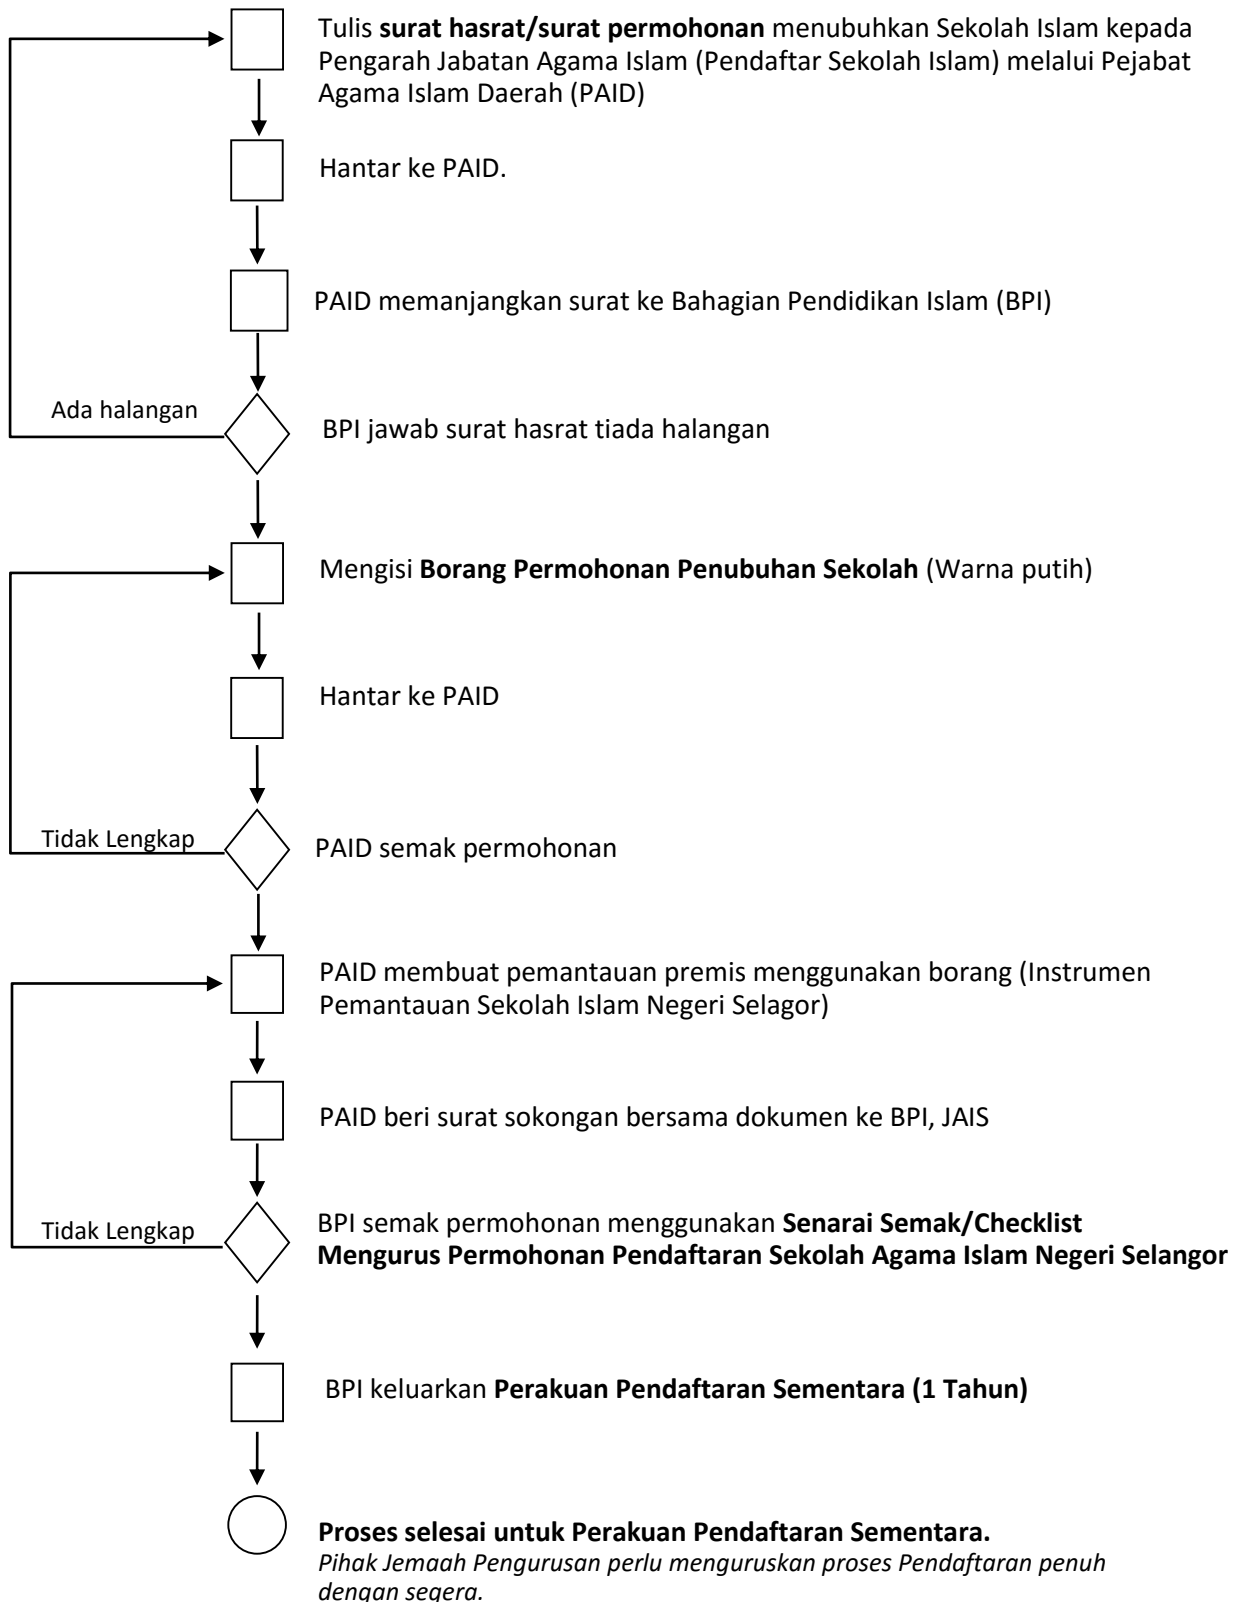 Tulis surat hasrat/surat permohonan menubuhkan Sekolah Islam kepada
Pengarah Jabatan Agama Islam (Pendaftar Sekolah Islam) melalui Pejabat
Agama Islam Daerah (PAID)
Hantar ke PAID.
PAID memanjangkan surat ke Bahagian Pendidikan Islam (BPI)
Ada halangan
BPI jawab surat hasrat tiada halangan
Mengisi Borang Permohonan Penubuhan Sekolah (Warna putih)
Hantar ke PAID
Tidak Lengkap
PAID semak permohonan
PAID membuat pemantauan premis menggunakan borang (Instrumen
Pemantauan Sekolah Islam Negeri Selagor)
PAID beri surat sokongan bersama dokumen ke BPI, JAIS
Tidak Lengkap
BPI semak permohonan menggunakan Senarai Semak/Checklist
Mengurus Permohonan Pendaftaran Sekolah Agama Islam Negeri Selangor
BPI keluarkan Perakuan Pendaftaran Sementara (1 Tahun)
Proses selesai untuk Perakuan Pendaftaran Sementara.
Pihak Jemaah Pengurusan perlu menguruskan proses Pendaftaran penuh
dengan segera.